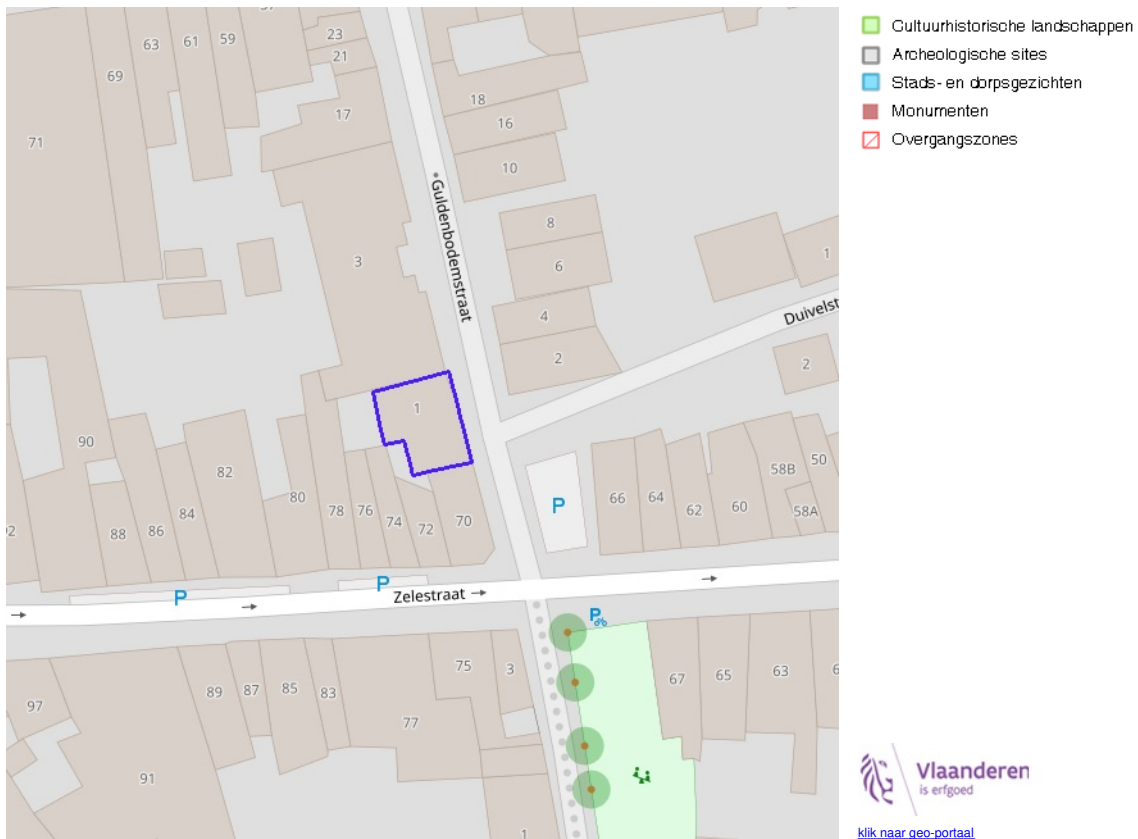 Cultuurhistorische landschappen
Archeologische sites
Stads- en dorpsgezichten
Monumenten
Overgangszones
63
61
59
23
21
69
17
18
16
71
10
•Guldenbodemstraat
8
3
6
1
4
Duivelst
2
2
1
90
82
50
58B
80
66
64
60
P
58A
88
86
84
78
76
74
72
70
62
P
P
Zelestraat
P
75
3
67
65
63
89
87
85
83
97
77
91
1
Vlaanderen
is erfgoed
klik naar geo-portaal